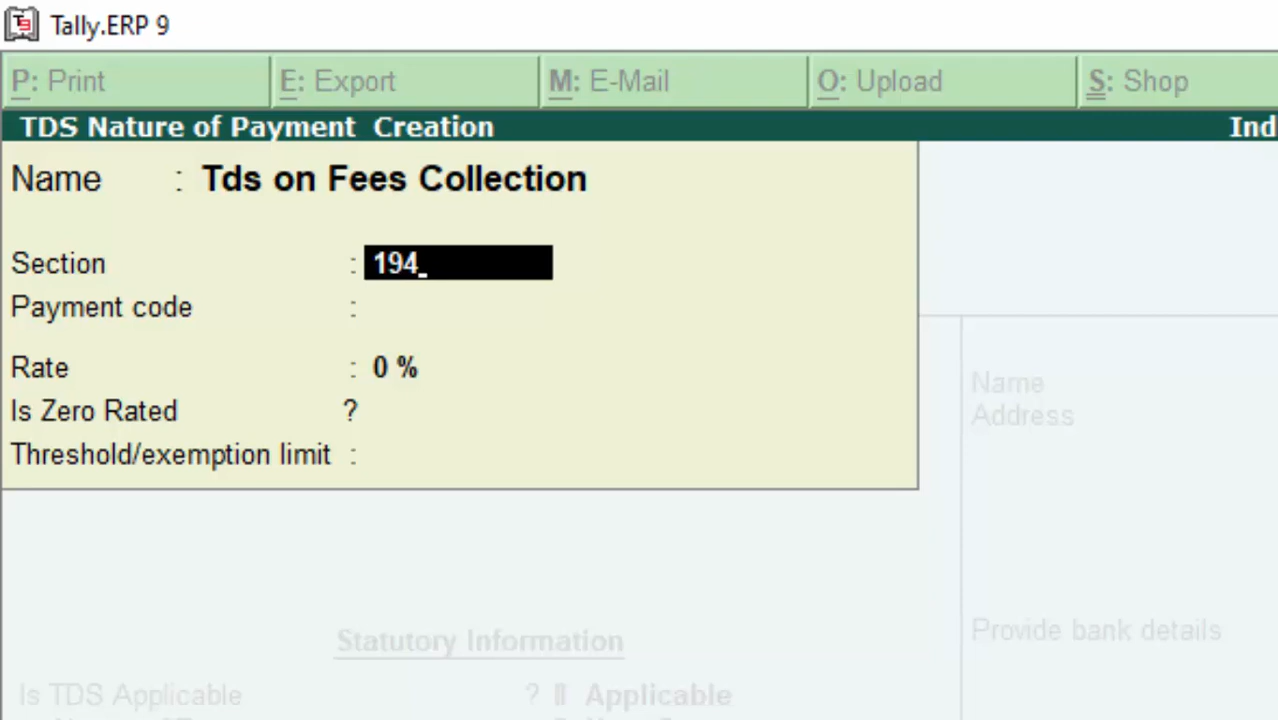 Tally.ERP 9
P: Print E: Export M: E-Mail O: Upload S: Shop
TDS Nature of Payment Creation Ind
Name : Tds on Fees Collection
Section : 194_
Payment code :
Rate : 0 %
Is Zero Rated ?
Threshold/exemption limit :
Name
Address
Provide bank details
Statutory Information
Is TDS Applicable ? Applicable